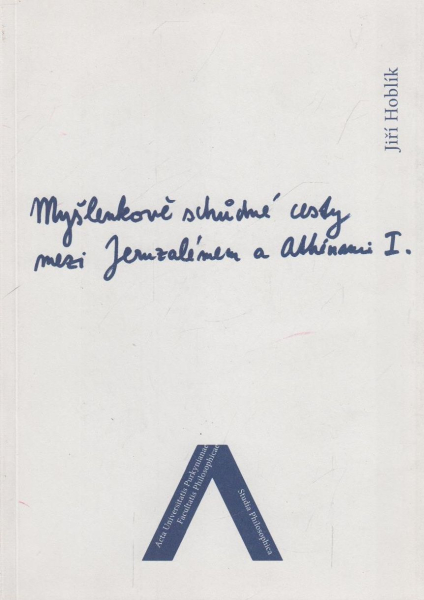 Jiří Hoblík
Myšlenkově schůdné cesty
mezi Jeruzalémem a Athénami I.
Acta Universitatis Purkynianae
Facultatis Philosophicae
Studia Philosophica